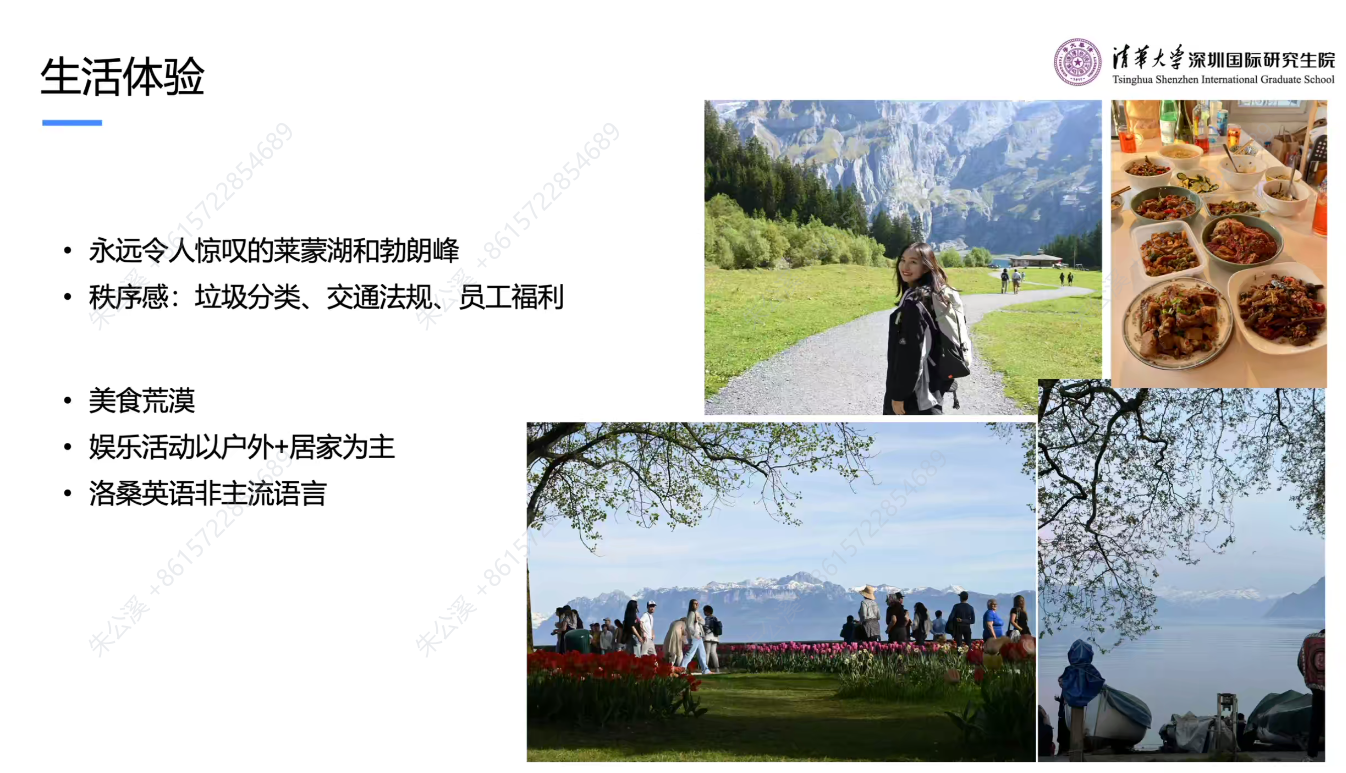 生活体验
清华大学深圳国际研究生院
Tsinghua Shenzhen International Graduate School
• 永远令人惊叹的莱蒙湖和勃朗峰
• 秩序感：垃圾分类、交通法规、员工福利
• 美食荒漠
• 娱乐活动以户外+居家为主
• 洛桑英语非主流语言
朱公溪 +8615722854689
朱公溪 +8615722854689
朱公溪 +8615722854689
朱公溪 +8615722854689